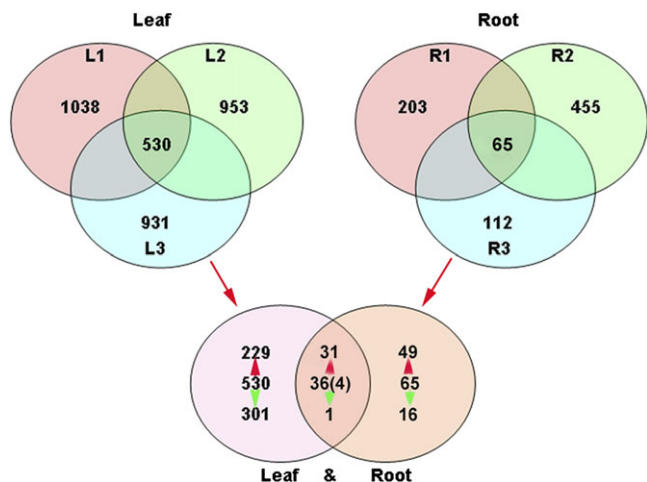 Leaf
Root
L1 L2
R1 R2
1038 953
203 455
530
65
931
112
L3
R3
229 31 49
530 36(4) 65
301 1 16
Leaf & Root